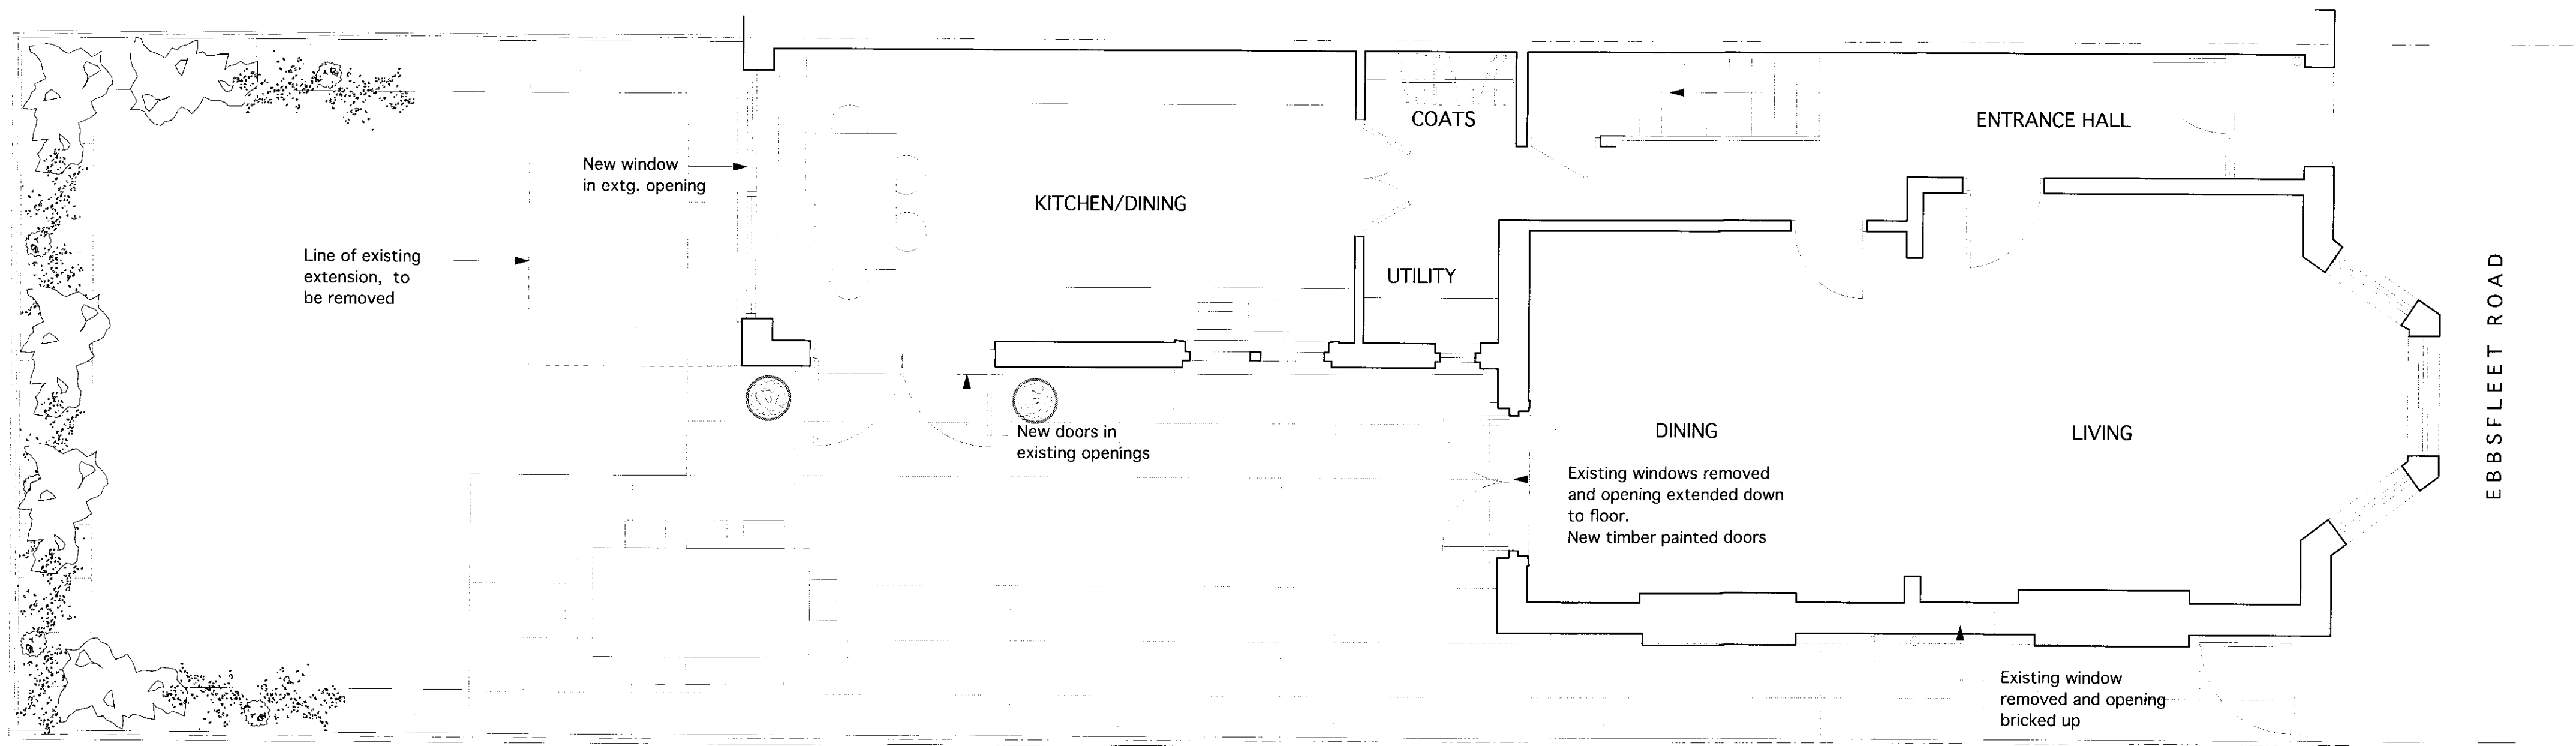 COATS
ENTRANCE HALL
New window
in extg. opening
KITCHEN/DINING
Line of existing
extension, to
be removed
UTILITY
EBBSFLEET ROAD
New doors in
existing openings
DINING
LIVING
Existing windows removed
and opening extended down
to floor.
New timber painted doors
Existing window
removed and opening
bricked up